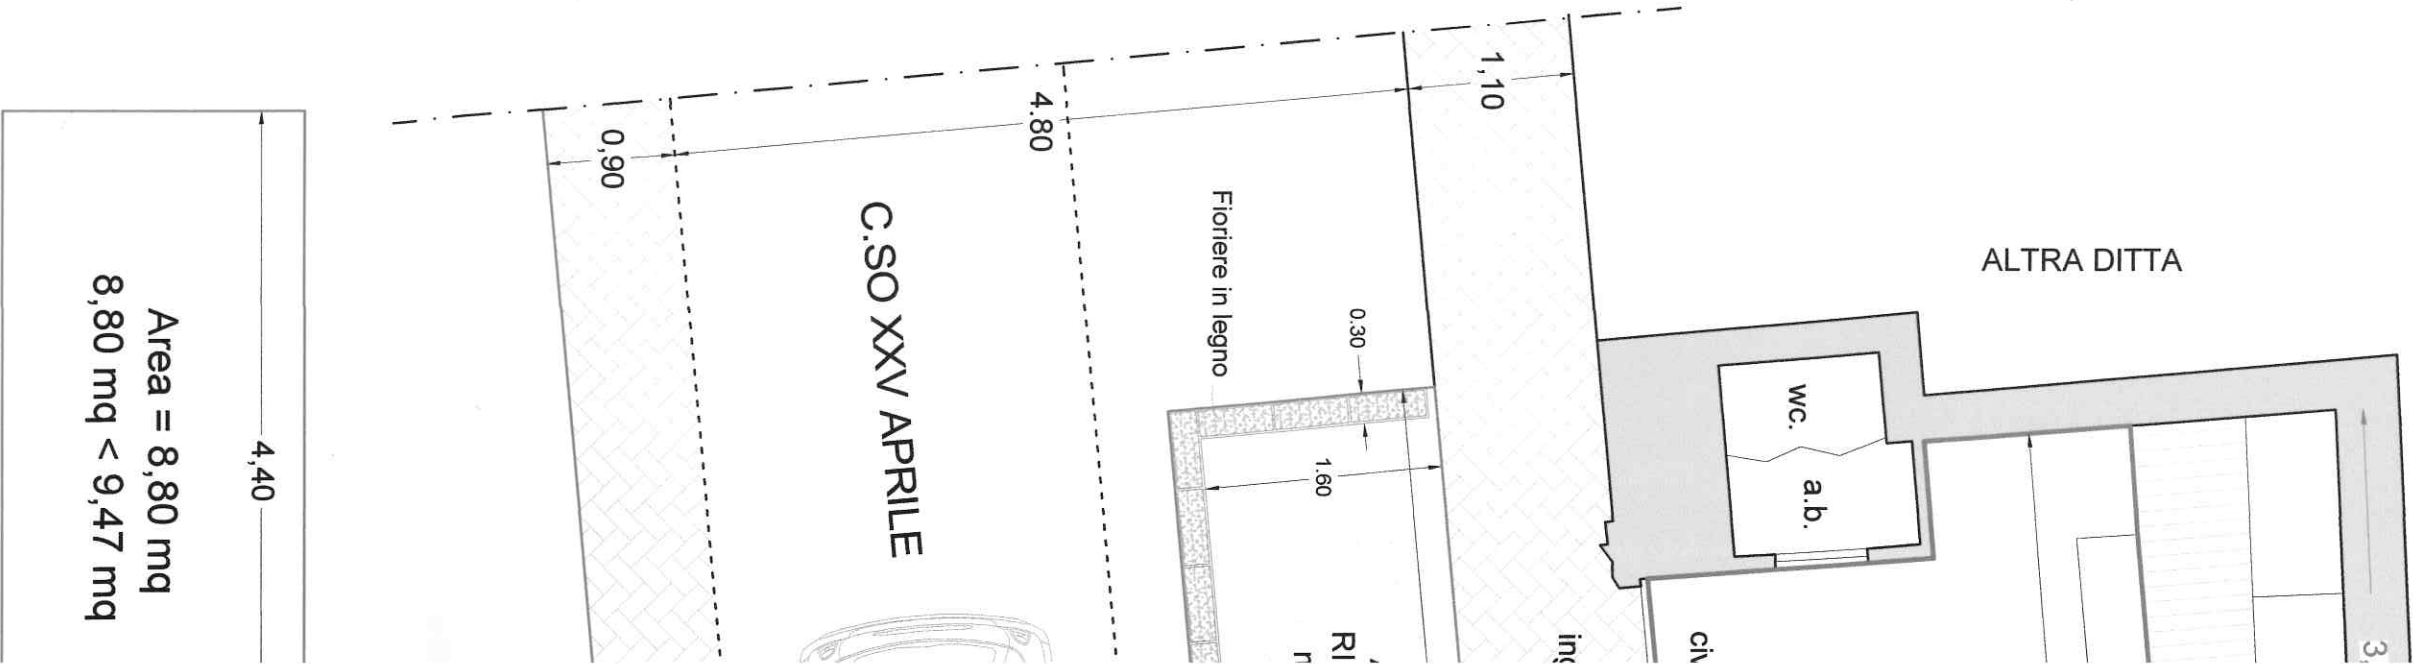 Area = 8,80 mq
8,80 mq < 9,47 mq
4,40
0,90
4.80
1,10
C.SO XXV APRILE
Fioriere in legno
0.30
1.60
ALTRA DITTA
wc.
a.b.